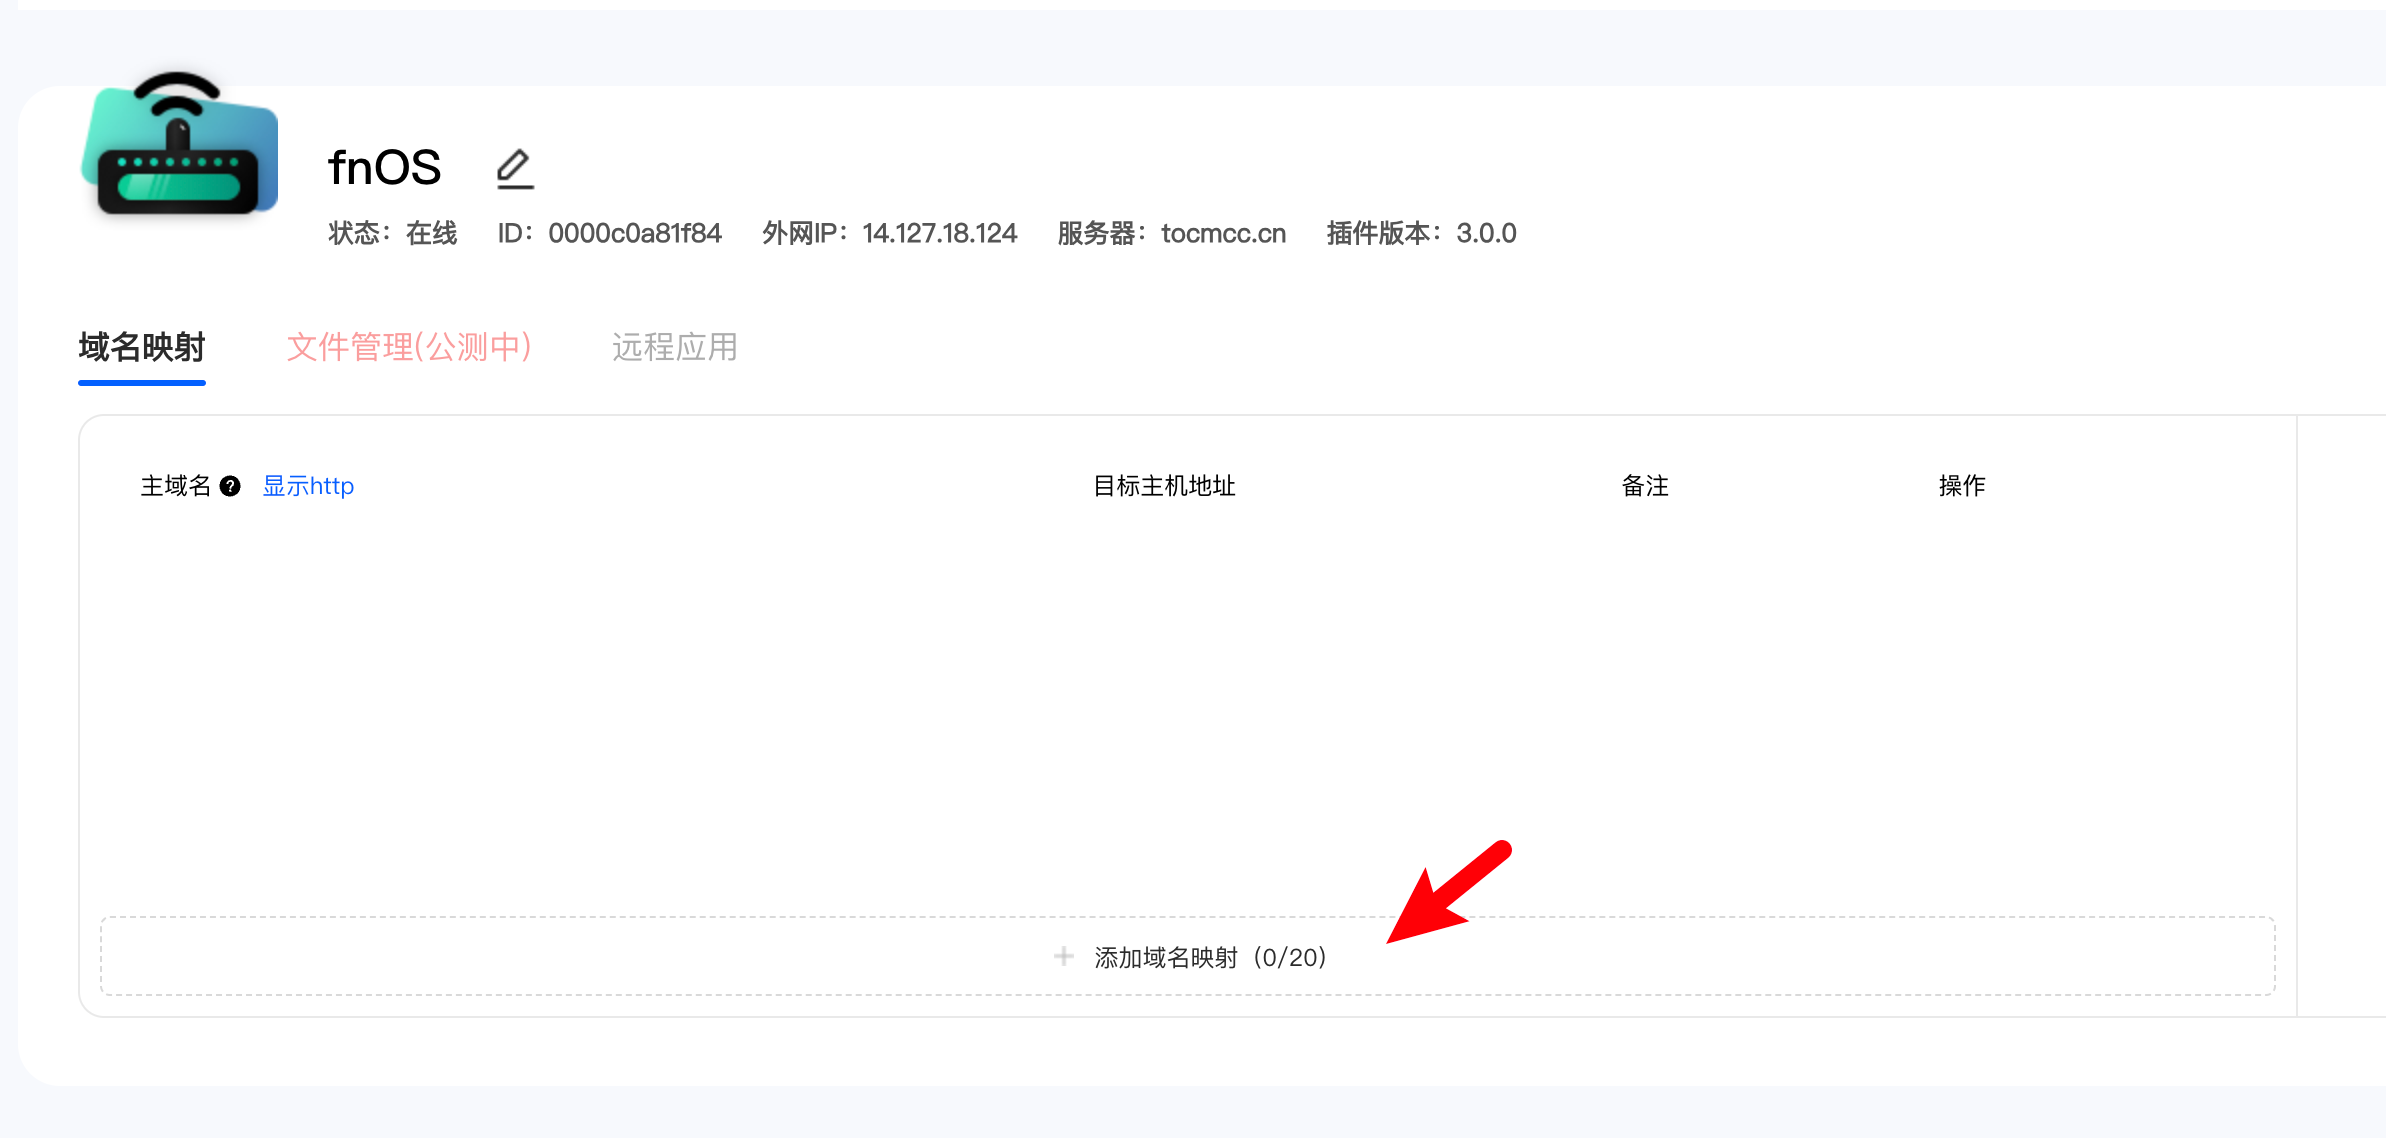 fnOS
状态：在线 ID：0000c0a81f84 外网IP：14.127.18.124 服务器：tocmcc.cn 插件版本：3.0.0
域名映射 文件管理(公测中) 远程应用
主域名 ? 显示http 目标主机地址 备注 操作
+ 添加域名映射（0/20）